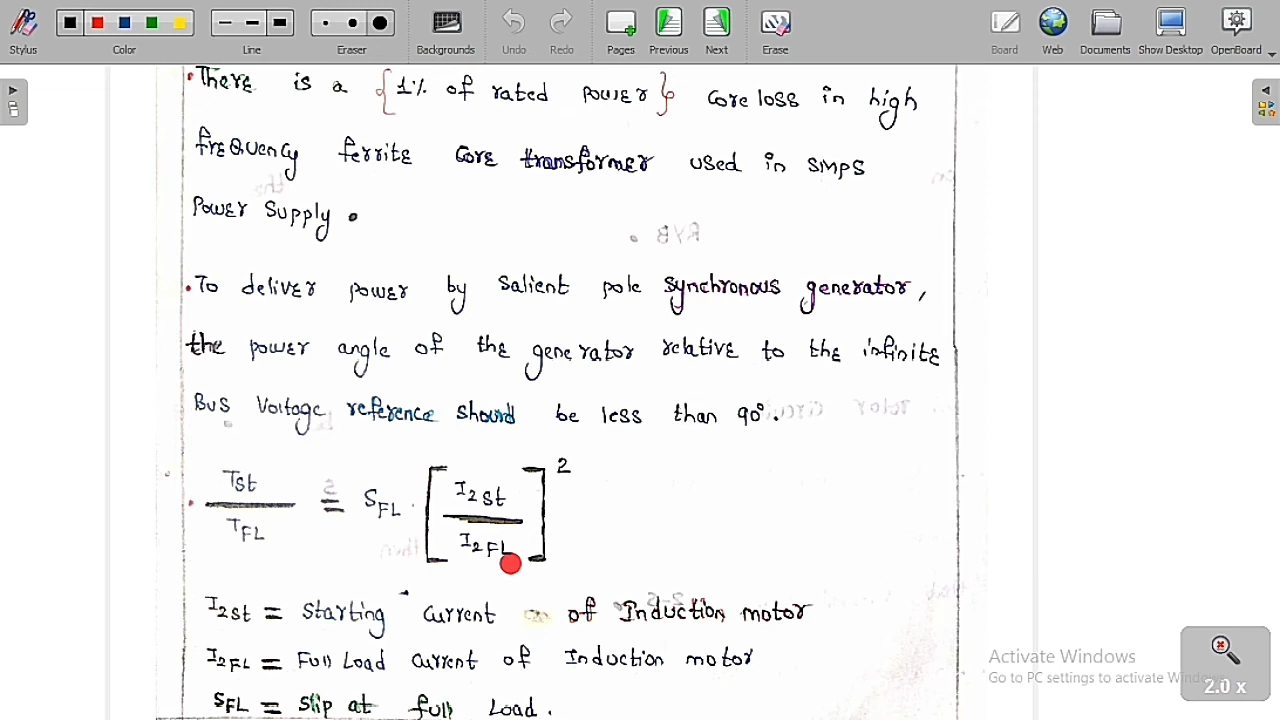 Stylus
Color
Line
Eraser
Backgrounds
Undo
Redo
Pages
Previous
Next
Erase
Board
Web
Documents
Show Desktop
OpenBoard
• There is a {1% of rated power} core loss in high
frequency ferrite core transformer used in SMPS
Power Supply.
RYB
• To deliver power by salient pole synchronous generator,
the power angle of the generator relative to the infinite
Bus Voltage reference should be less than 90°.
• Tst / TFL = SFL . [ I2st / I2FL ]²
I2st = Starting current of Induction motor
I2FL = Full Load current of Induction motor
SFL = Slip at full Load.
Activate Windows
Go to PC settings to activate
2.0 x